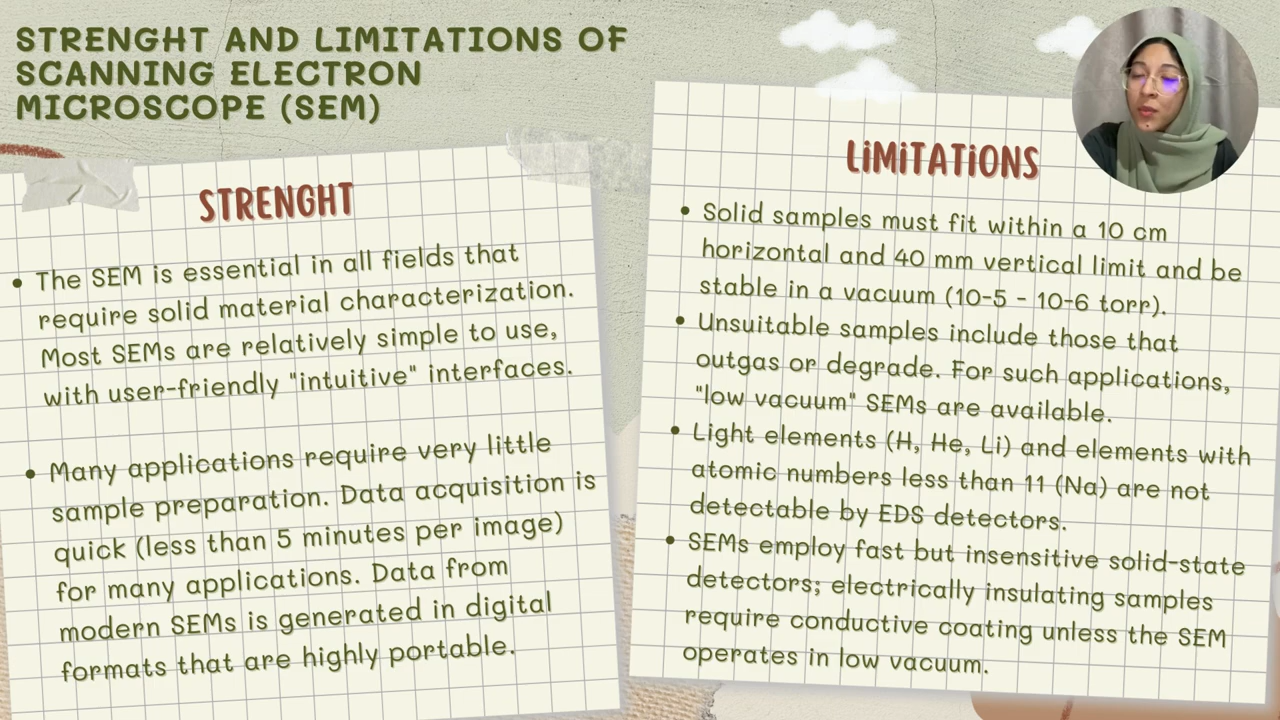 STRENGHT AND LIMITATIONS OF
SCANNING ELECTRON
MICROSCOPE (SEM)
STRENGHT
• The SEM is essential in all fields that
require solid material characterization.
Most SEMs are relatively simple to use,
with user-friendly "intuitive" interfaces.
• Many applications require very little
sample preparation. Data acquisition is
quick (less than 5 minutes per image)
for many applications. Data from
modern SEMs is generated in digital
formats that are highly portable.
LIMITATIONS
• Solid samples must fit within a 10 cm
horizontal and 40 mm vertical limit and be
stable in a vacuum (10-5 - 10-6 torr).
• Unsuitable samples include those that
outgas or degrade. For such applications,
"low vacuum" SEMs are available.
• Light elements (H, He, Li) and elements with
atomic numbers less than 11 (Na) are not
detectable by EDS detectors.
• SEMs employ fast but insensitive solid-state
detectors; electrically insulating samples
require conductive coating unless the SEM
operates in low vacuum.